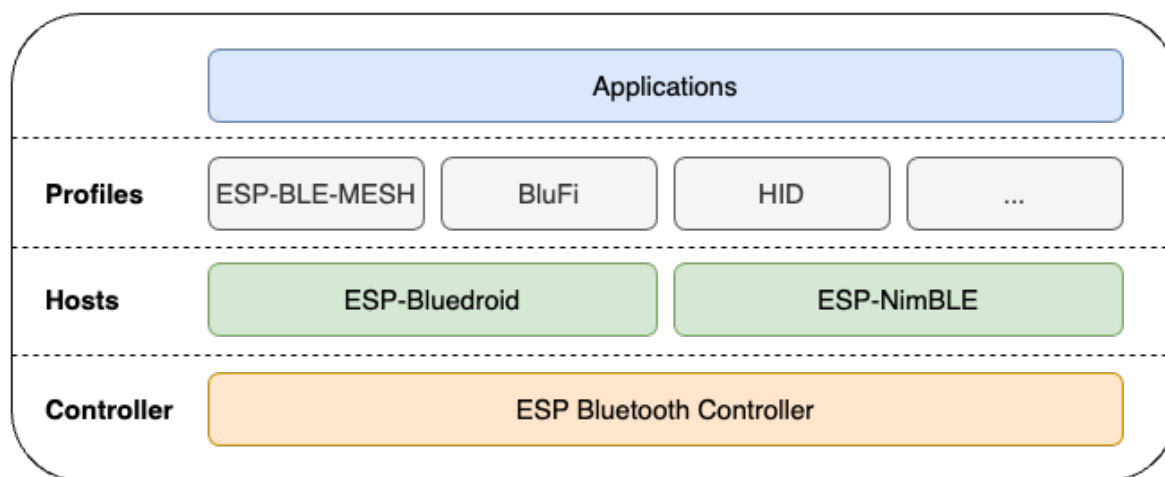 Applications
Profiles ESP-BLE-MESH BluFi HID ...
Hosts ESP-Bluedroid ESP-NimBLE
Controller ESP Bluetooth Controller